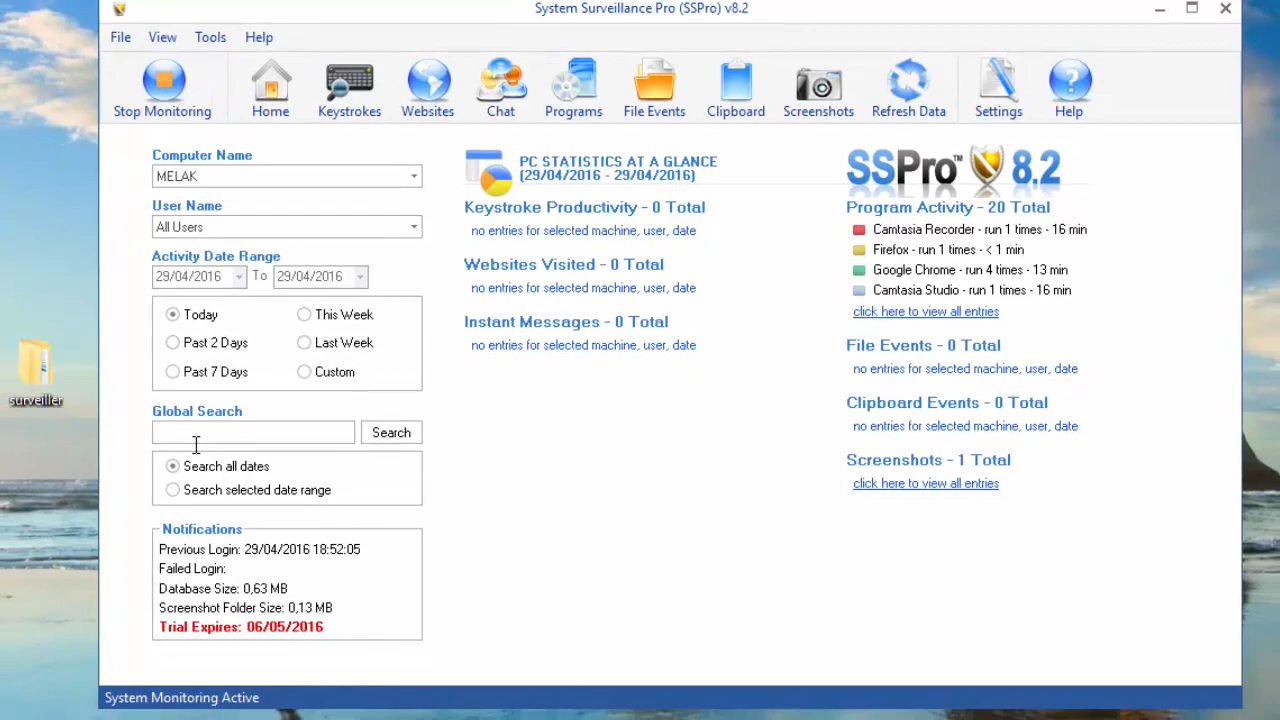 System Surveillance Pro (SSPro) v8.2
File View Tools Help
Stop Monitoring Home Keystrokes Websites Chat Programs File Events Clipboard Screenshots Refresh Data Settings Help
Computer Name
MELAK
User Name
All Users
Activity Date Range
29/04/2016 To 29/04/2016
Today This Week
Past 2 Days Last Week
Past 7 Days Custom
Global Search
Search
Search all dates
Search selected date range
Notifications
Previous Login: 29/04/2016 18:52:05
Failed Login:
Database Size: 0,63 MB
Screenshot Folder Size: 0,13 MB
Trial Expires: 06/05/2016
PC STATISTICS AT A GLANCE
(29/04/2016 - 29/04/2016)
Keystroke Productivity - 0 Total
no entries for selected machine, user, date
Websites Visited - 0 Total
no entries for selected machine, user, date
Instant Messages - 0 Total
no entries for selected machine, user, date
SSPro™ 8.2
Program Activity - 20 Total
Camtasia Recorder - run 1 times - 16 min
Firefox - run 1 times - < 1 min
Google Chrome - run 4 times - 13 min
Camtasia Studio - run 1 times - 16 min
click here to view all entries
File Events - 0 Total
no entries for selected machine, user, date
Clipboard Events - 0 Total
no entries for selected machine, user, date
Screenshots - 1 Total
click here to view all entries
surveiller
System Monitoring Active